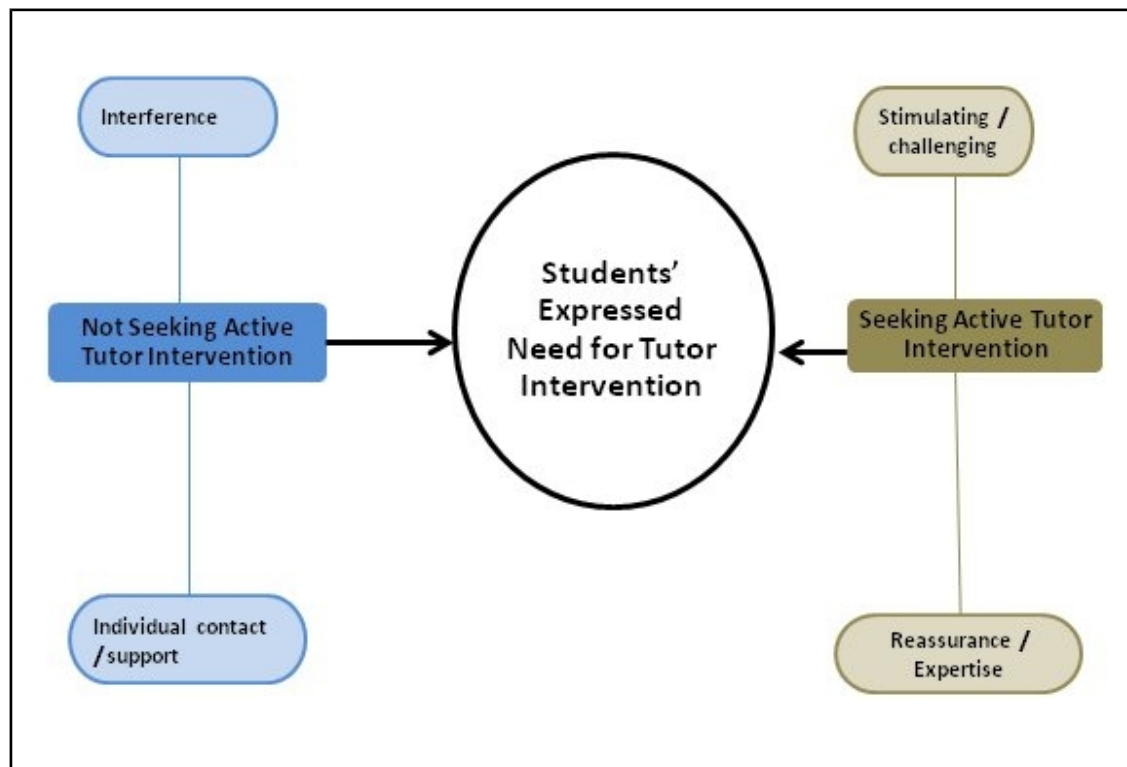 Interference
Stimulating /
challenging
Students’
Expressed
Need for Tutor
Intervention
Not Seeking Active
Tutor Intervention
Seeking Active Tutor
Intervention
Individual contact
/ support
Reassurance /
Expertise